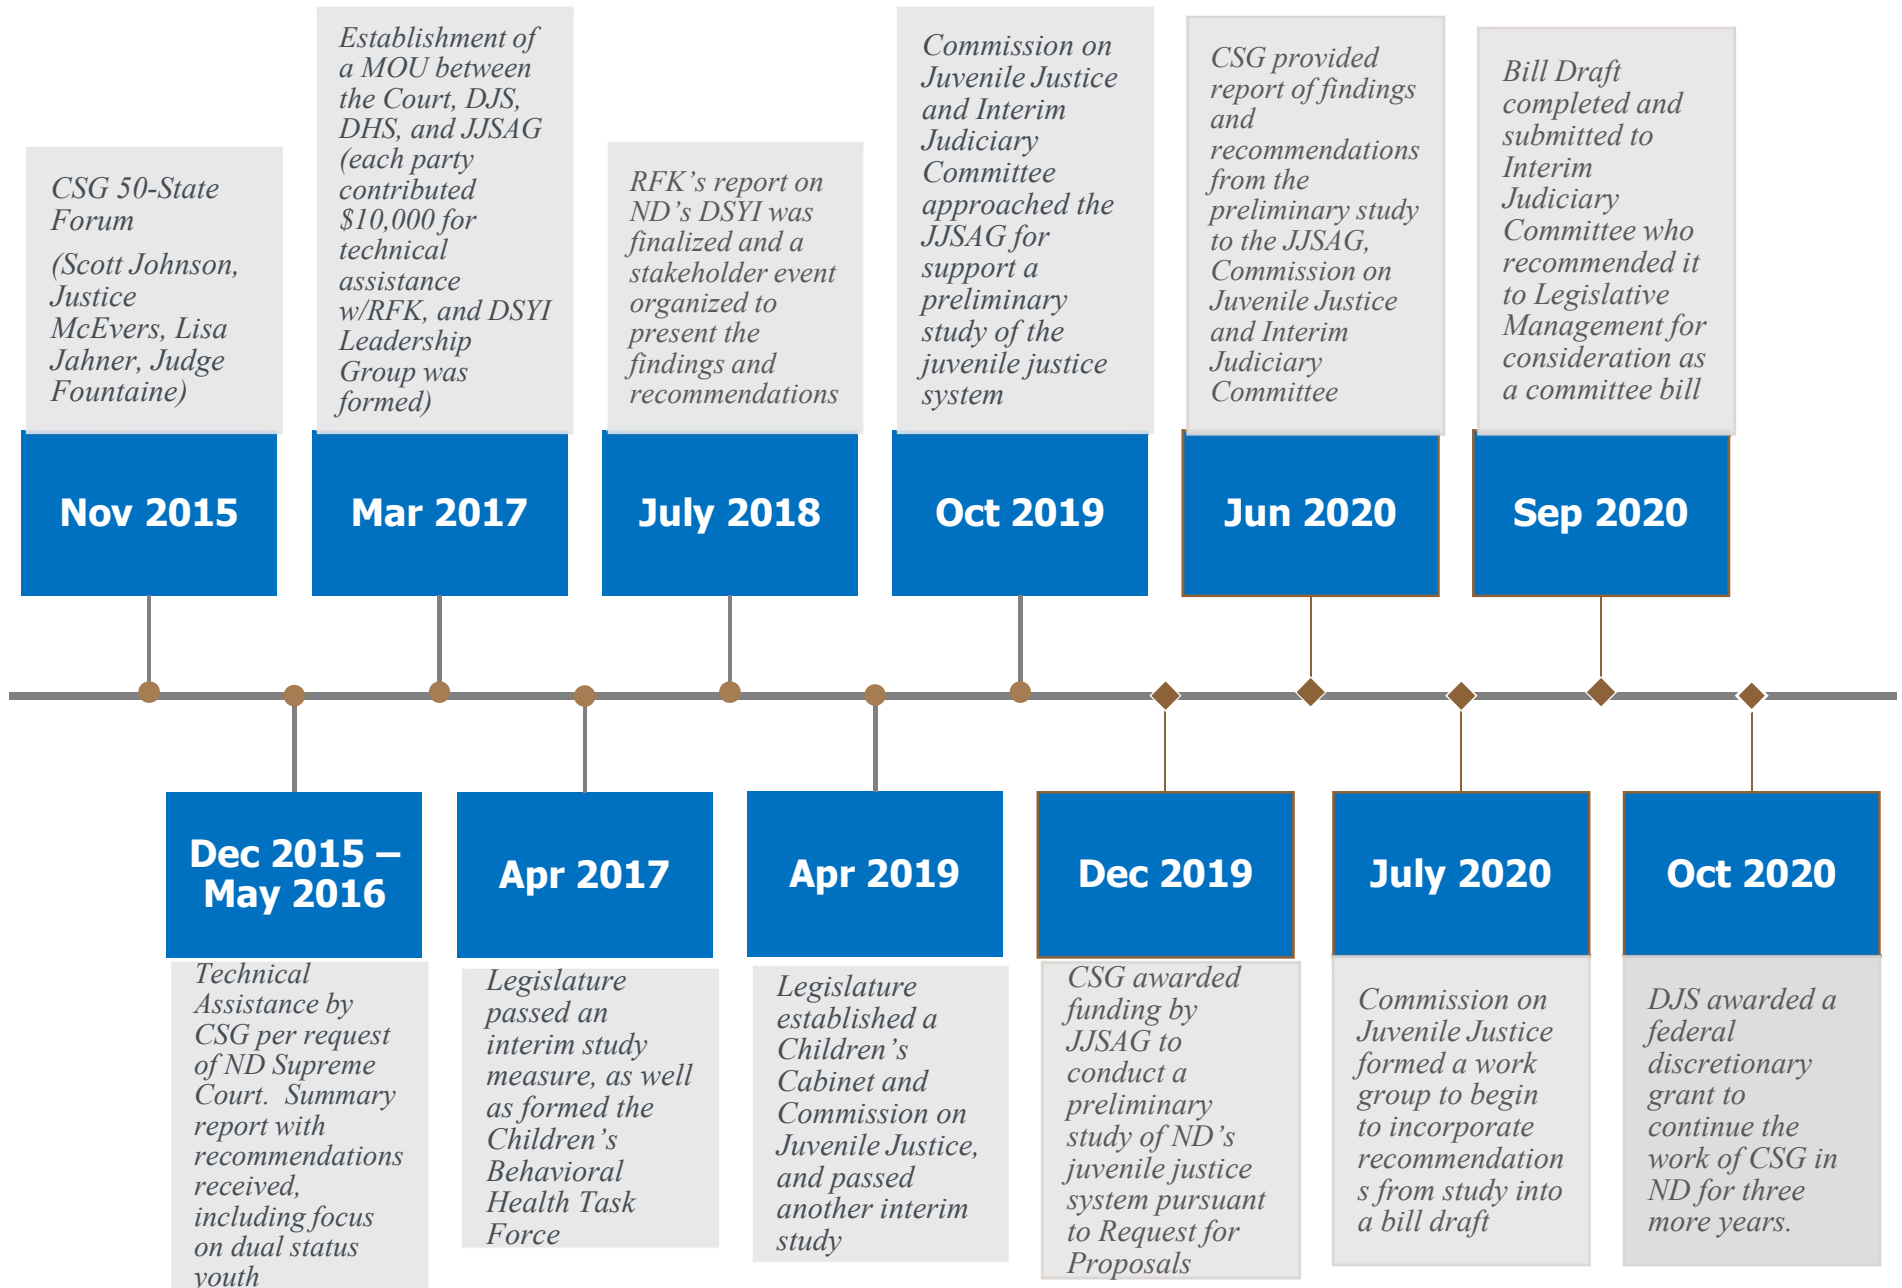 CSG 50-State
Forum
(Scott Johnson,
Justice
McEvers, Lisa
Jahner, Judge
Fountaine)
Nov 2015
Establishment of
a MOU between
the Court, DJS,
DHS, and JJSAG
(each party
contributed
$10,000 for
technical
assistance
w/RFK, and DSYI
Leadership
Group was
formed)
Mar 2017
RFK’s report on
ND’s DSYI was
finalized and a
stakeholder event
organized to
present the
findings and
recommendations
July 2018
Commission on
Juvenile Justice
and Interim
Judiciary
Committee
approached the
JJSAG for
support a
preliminary
study of the
juvenile justice
system
Oct 2019
CSG provided
report of findings
and
recommendations
from the
preliminary study
to the JJSAG,
Commission on
Juvenile Justice
and Interim
Judiciary
Committee
Jun 2020
Bill Draft
completed and
submitted to
Interim
Judiciary
Committee who
recommended it
to Legislative
Management for
consideration as
a committee bill
Sep 2020
Dec 2015 –
May 2016
Technical
Assistance by
CSG per request
of ND Supreme
Court.  Summary
report with
recommendations
received,
including focus
on dual status
youth
Apr 2017
Legislature
passed an
interim study
measure, as well
as formed the
Children’s
Behavioral
Health Task
Force
Apr 2019
Legislature
established a
Children’s
Cabinet and
Commission on
Juvenile Justice,
and passed
another interim
study
Dec 2019
CSG awarded
funding by
JJSAG to
conduct a
preliminary
study of ND’s
juvenile justice
system pursuant
to Request for
Proposals
July 2020
Commission on
Juvenile Justice
formed a work
group to begin
to incorporate
recommendation
s from study into
a bill draft
Oct 2020
DJS awarded a
federal
discretionary
grant to
continue the
work of CSG in
ND for three
more years.